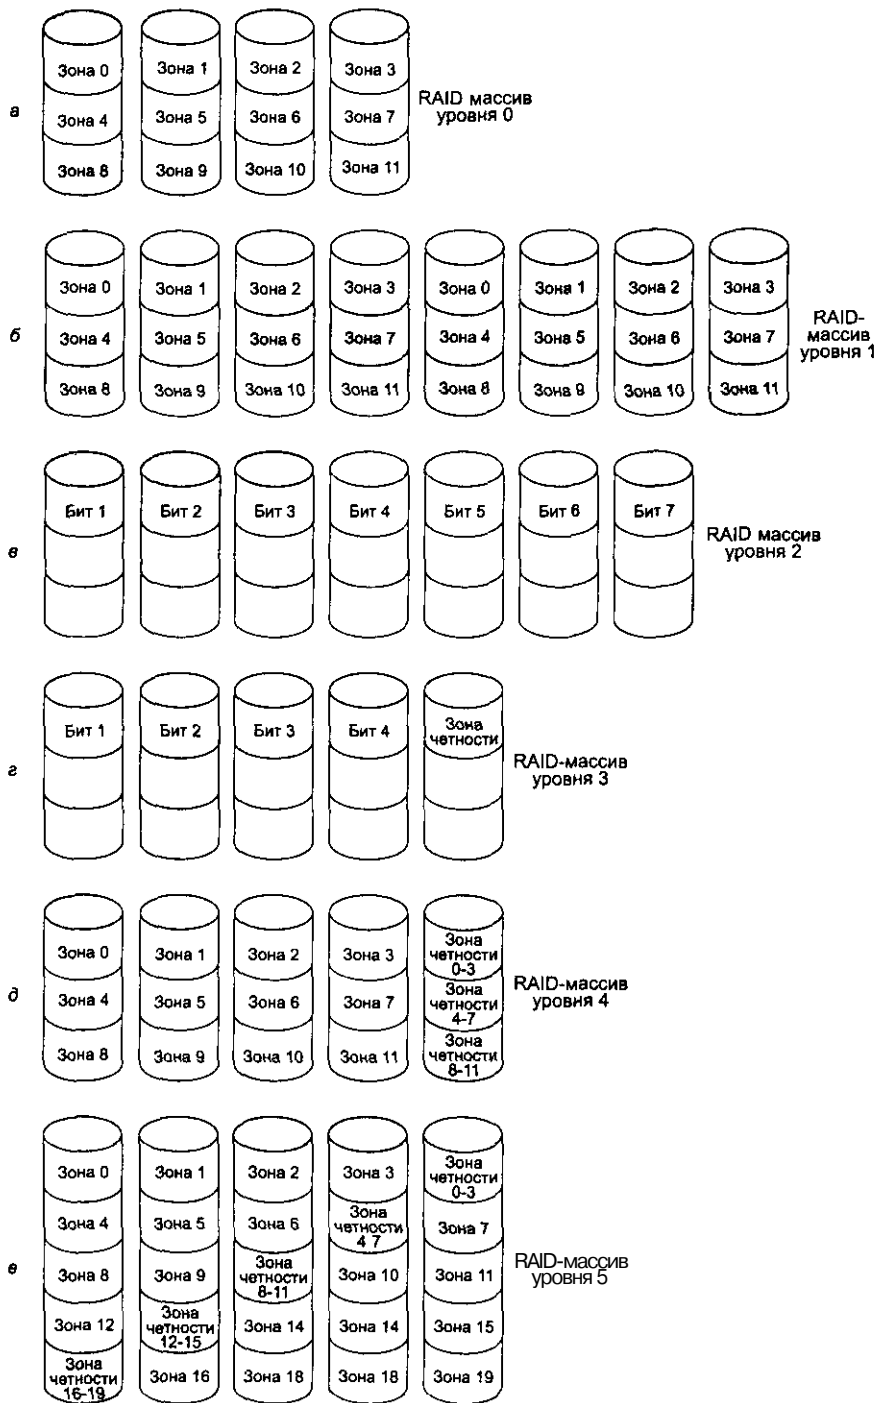 Зона 0 Зона 1 Зона 2 Зона 3
а
Зона 4 Зона 5 Зона 6 Зона 7
RAID массив
уровня 0
Зона 8 Зона 9 Зона 10 Зона 11
Зона 0 Зона 1 Зона 2 Зона 3 Зона 0 Зона 1 Зона 2 Зона 3
б
Зона 4 Зона 5 Зона 6 Зона 7 Зона 4 Зона 5 Зона 6 Зона 7
RAID-
массив
уровня 1
Зона 8 Зона 9 Зона 10 Зона 11 Зона 8 Зона 9 Зона 10 Зона 11
Бит 1 Бит 2 Бит 3 Бит 4 Бит 5 Бит 6 Бит 7
в
RAID массив
уровня 2
Бит 1 Бит 2 Бит 3 Бит 4
Зона
четности
г
RAID-массив
уровня 3
Зона 0 Зона 1 Зона 2 Зона 3
Зона
четности
0-3
д
Зона 4 Зона 5 Зона 6 Зона 7
Зона
четности
4-7
RAID-массив
уровня 4
Зона 8 Зона 9 Зона 10 Зона 11
Зона
четности
8-11
Зона 0 Зона 1 Зона 2 Зона 3
Зона
четности
0-3
Зона 4 Зона 5 Зона 6
Зона
четности
4 7
Зона 7
е
Зона 8 Зона 9
Зона
четности
8-11
Зона 10 Зона 11
RAID-массив
уровня 5
Зона 12
Зона
четности
12-15
Зона 14 Зона 14 Зона 15
Зона
четности
16-19
Зона 16 Зона 18 Зона 18 Зона 19